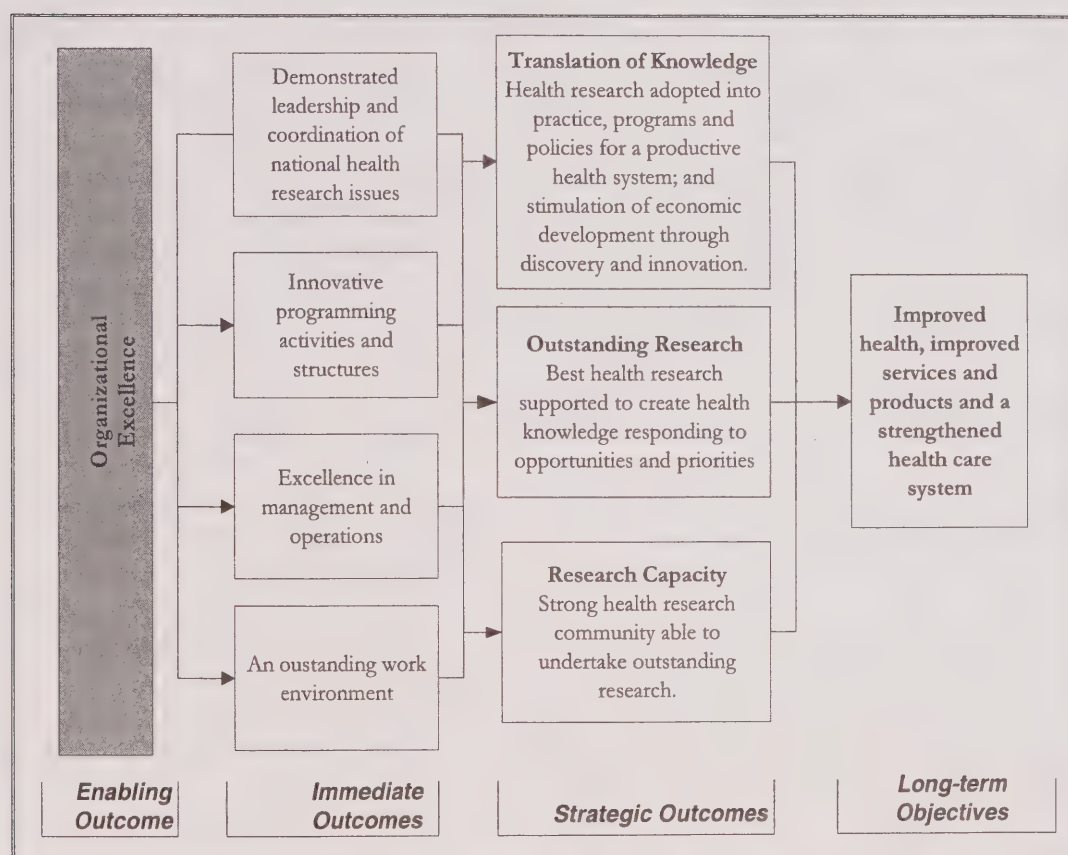 Organizational
Excellence
Demonstrated
leadership and
coordination of
national health
research issues
Innovative
programming
activities and
structures
Excellence in
management and
operations
An oustanding work
environment
Translation of Knowledge
Health research adopted into
practice, programs and
policies for a productive
health system; and
stimulation of economic
development through
discovery and innovation.
Outstanding Research
Best health research
supported to create health
knowledge responding to
opportunities and priorities
Research Capacity
Strong health research
community able to
undertake outstanding
research.
Improved
health, improved
services and
products and a
strengthened
health care
system
Enabling
Outcome
Immediate
Outcomes
Strategic Outcomes
Long-term
Objectives